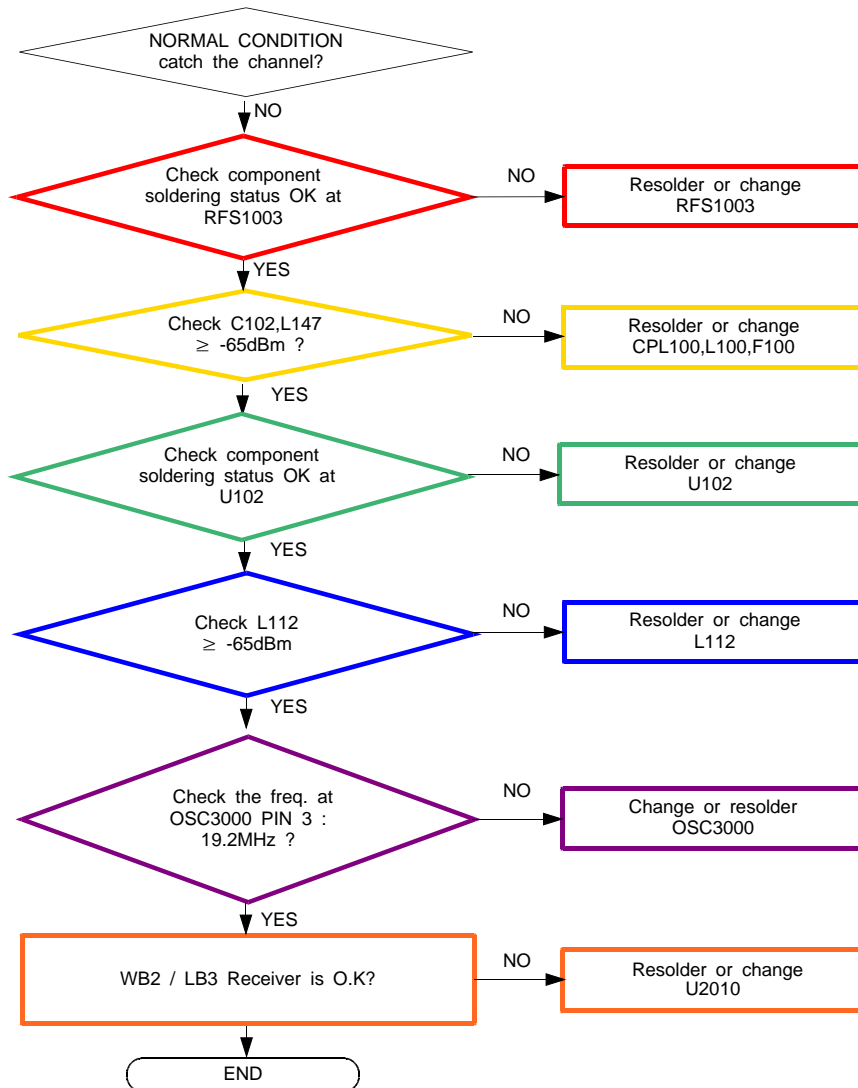 NORMAL CONDITION
catch the channel?
NO
Check component
soldering status OK at
RFS1003
NO
Resolder or change
RFS1003
YES
Check C102,L147
≥ -65dBm ?
NO
Resolder or change
CPL100,L100,F100
YES
Check component
soldering status OK at
U102
NO
Resolder or change
U102
YES
Check L112
≥ -65dBm
NO
Resolder or change
L112
YES
Check the freq. at
OSC3000 PIN 3 :
19.2MHz ?
NO
Change or resolder
OSC3000
YES
WB2 / LB3 Receiver is O.K?
NO
Resolder or change
U2010
END